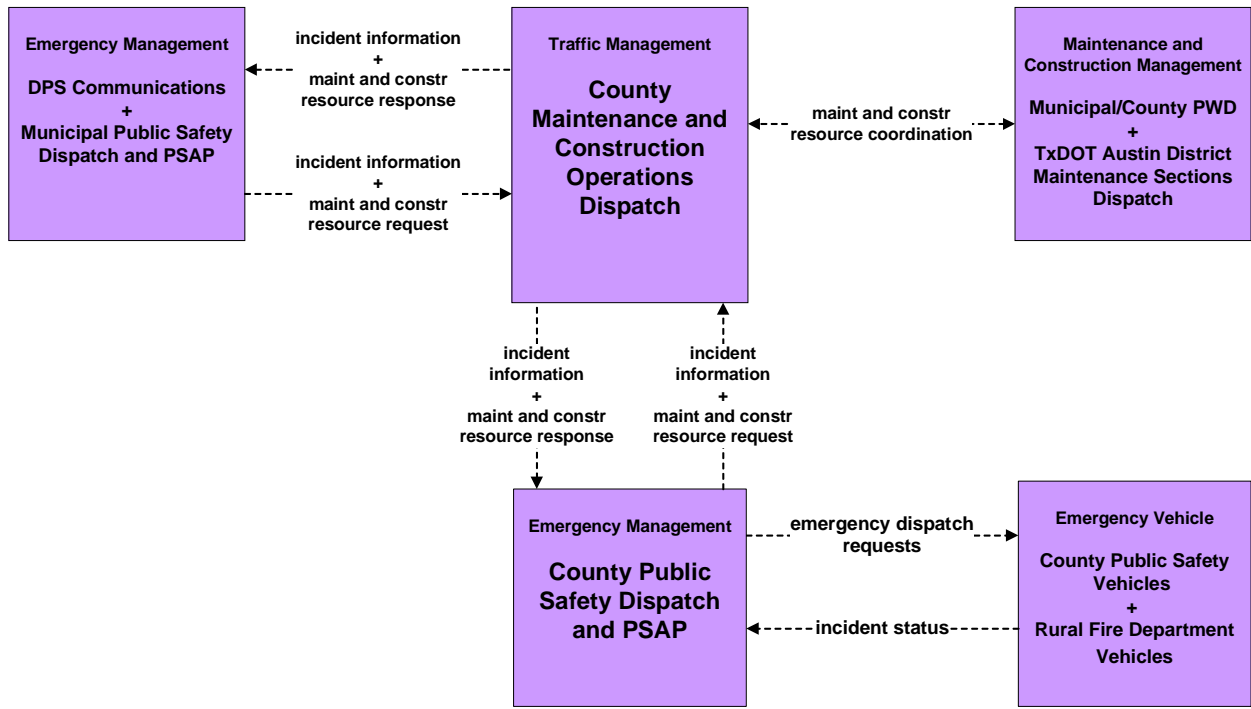 Emergency Management
DPS Communications
+
Municipal Public Safety
Dispatch and PSAP
incident information
+
maint and constr
resource response
incident information
+
maint and constr
resource request
Traffic Management
County
Maintenance and
Construction
Operations
Dispatch
maint and constr
resource coordination
Maintenance and
Construction Management
Municipal/County PWD
+
TxDOT Austin District
Maintenance Sections
Dispatch
incident
information
+
maint and constr
resource response
incident
information
+
maint and constr
resource request
Emergency Management
County Public
Safety Dispatch
and PSAP
emergency dispatch
requests
incident status
Emergency Vehicle
County Public Safety
Vehicles
+
Rural Fire Department
Vehicles